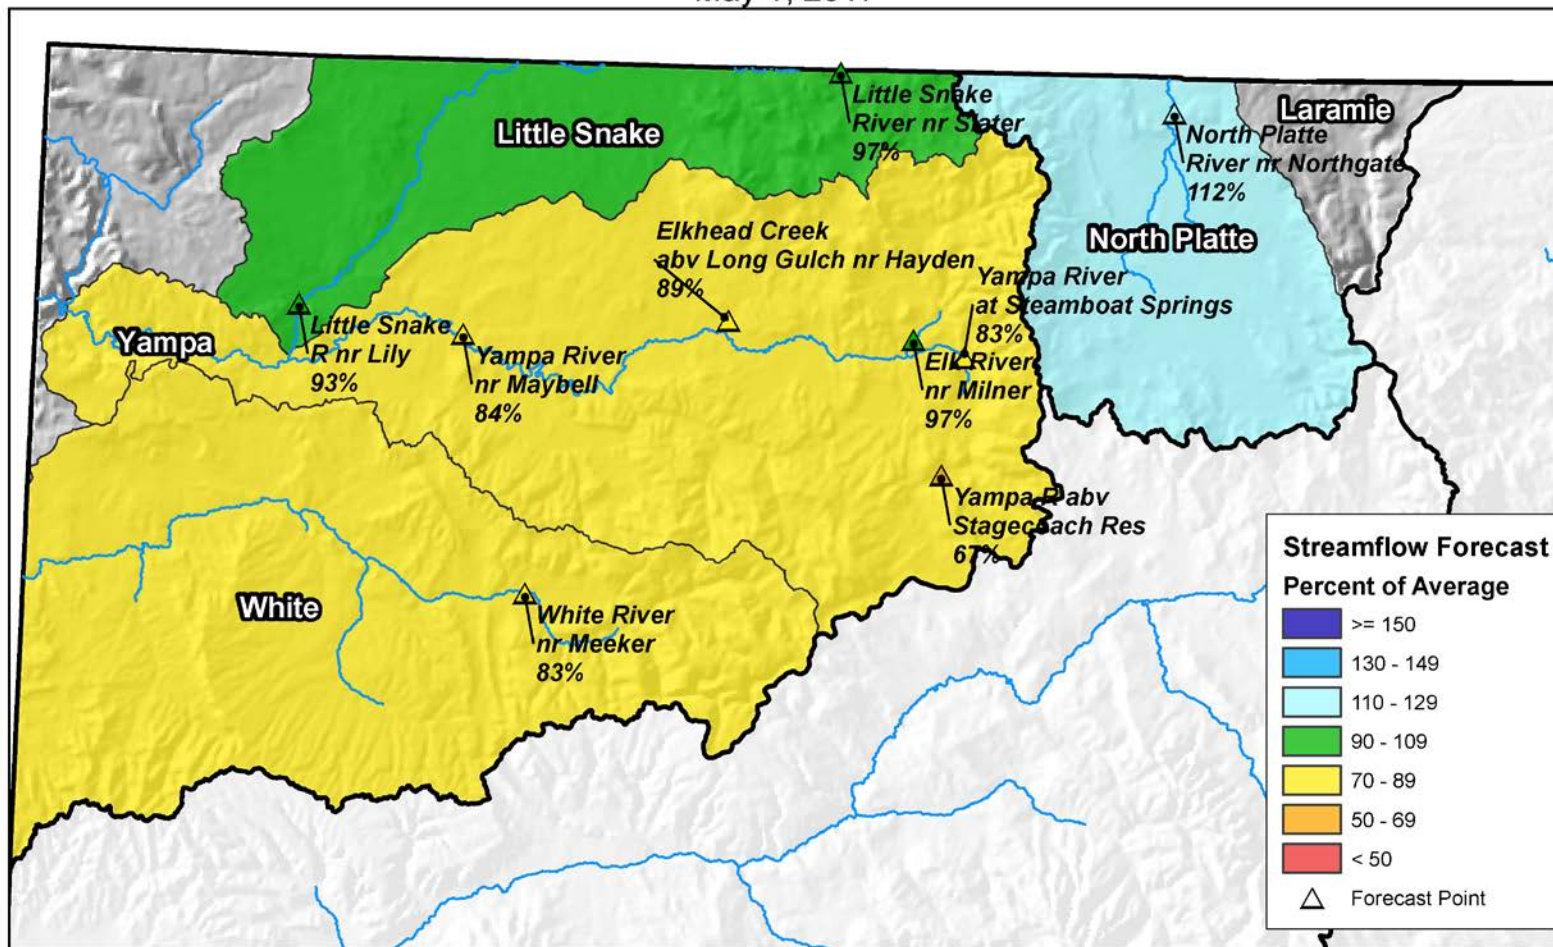 Little Snake
Little Snake
River nr Slater
97%
Laramie
North Platte
River nr Northgate
112%
North Platte
Elkhead Creek
abv Long Gulch nr Hayden
89%
Yampa River
at Steamboat Springs
83%
Yampa
Little Snake
R nr Lily
93%
Yampa River
nr Maybell
84%
Elk River
nr Milner
97%
Yampa R abv
Stagecoach Res
67%
White
White River
nr Meeker
83%
Streamflow Forecast
Percent of Average
>= 150
130 - 149
110 - 129
90 - 109
70 - 89
50 - 69
< 50
Forecast Point